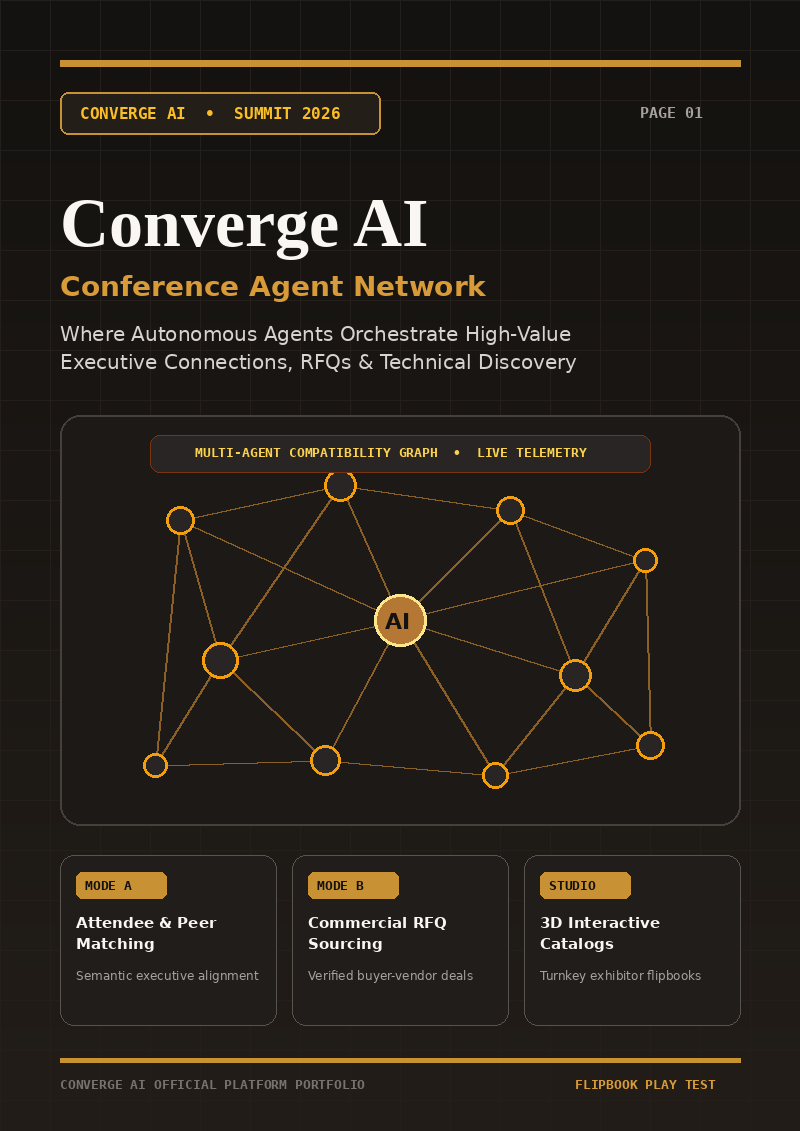 CONVERGE AI • SUMMIT 2026
PAGE 01
Converge AI
Conference Agent Network
Where Autonomous Agents Orchestrate High-Value
Executive Connections, RFQs & Technical Discovery
MULTI-AGENT COMPATIBILITY GRAPH • LIVE TELEMETRY
AI
MODE A
Attendee & Peer
Matching
Semantic executive alignment
MODE B
Commercial RFQ
Sourcing
Verified buyer-vendor deals
STUDIO
3D Interactive
Catalogs
Turnkey exhibitor flipbooks
CONVERGE AI OFFICIAL PLATFORM PORTFOLIO
FLIPBOOK PLAY TEST